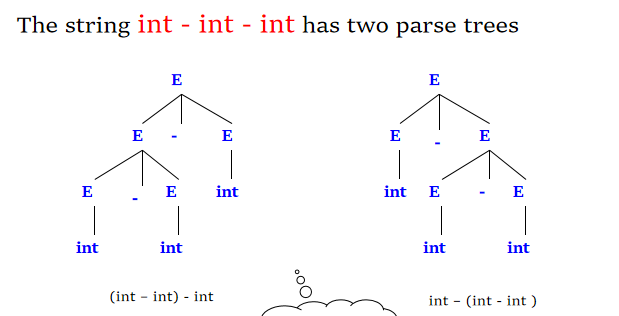 The string int - int - int has two parse trees
E E
E - E E - E
E - E int int E - E
int int int int
(int – int) - int int – (int - int )